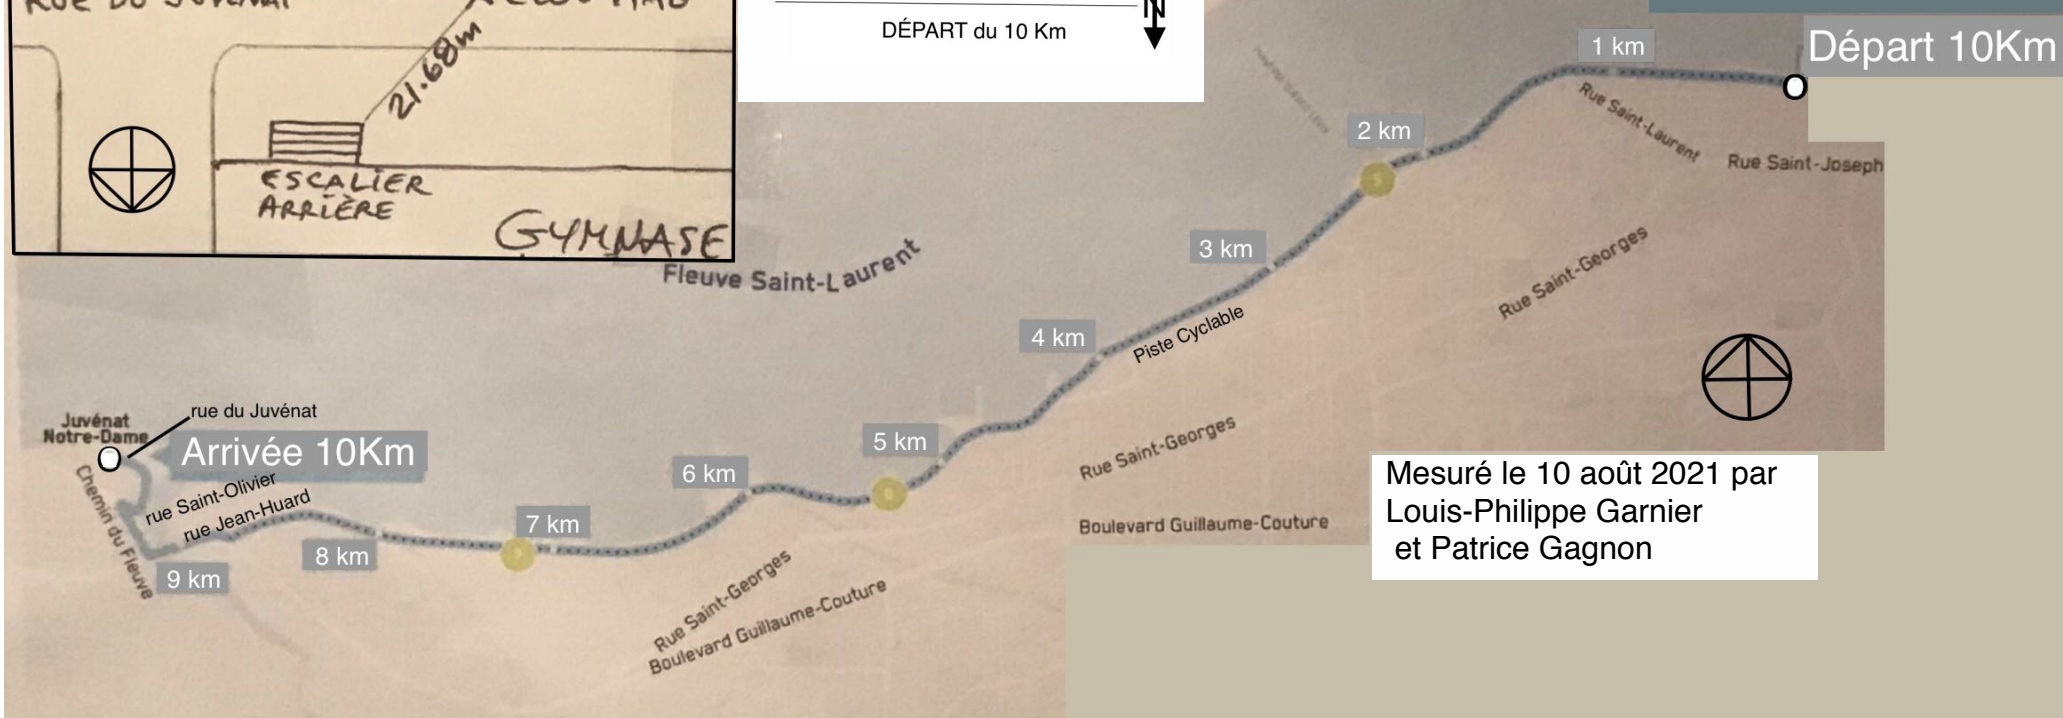 RUE DU JUVÉNAT
21.68m
ESCALIER
ARRIÈRE
GYMNASE
N
DÉPART du 10 Km
Départ 10Km
1 km
Rue Saint-Laurent
Rue Saint-Joseph
2 km
3 km
Rue Saint-Georges
Fleuve Saint-Laurent
4 km
Piste Cyclable
rue du Juvénat
Juvénat
Notre-Dame
Arrivée 10Km
5 km
Rue Saint-Georges
6 km
Chemin du Fleuve
rue Saint-Olivier
rue Jean-Huard
7 km
Boulevard Guillaume-Couture
8 km
9 km
Rue Saint-Georges
Boulevard Guillaume-Couture
Mesuré le 10 août 2021 par
Louis-Philippe Garnier
et Patrice Gagnon